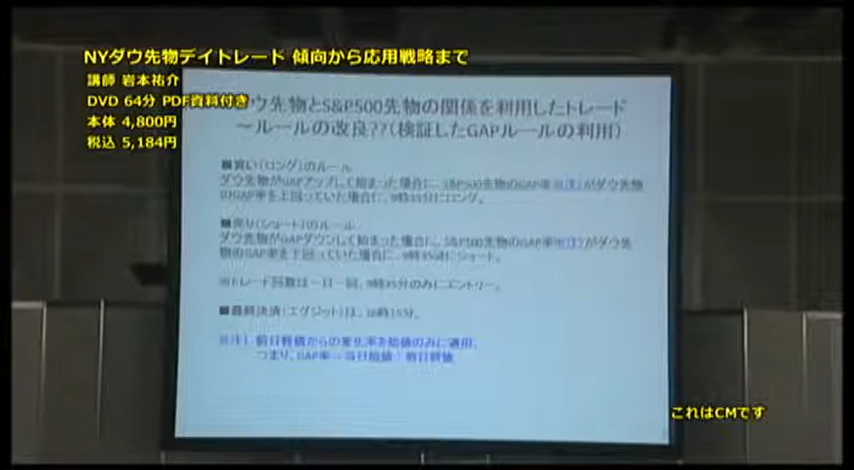 NYダウ先物デイトレード 傾向から応用戦略まで
講師 岩本祐介
DVD 64分 PDF資料付き
本体 4,800円
税込 5,184円
ウ先物とS&P500先物の関係を利用したトレード
～ルールの改良??(検証したGAPルールの利用)
■買い(ロング)のルール
ダウ先物がGAPアップして始まった場合に、S&P500先物のGAP率※(注)がダウ先物
のGAP率を上回っていた場合に、9時35分にロング。
■売り(ショート)のルール
ダウ先物がGAPダウンして始まった場合に、S&P500先物のGAP率※(注)がダウ先
物のGAP率を下回っていた場合に、9時35分にショート。
※トレード回数は一日一回、9時35分のみにエントリー。
■最終決済(エグジット)は、16時15分。
※(注) 前日終値からの変化率を始値のみに適用。
つまり、GAP率＝当日始値÷前日終値
これはCMです